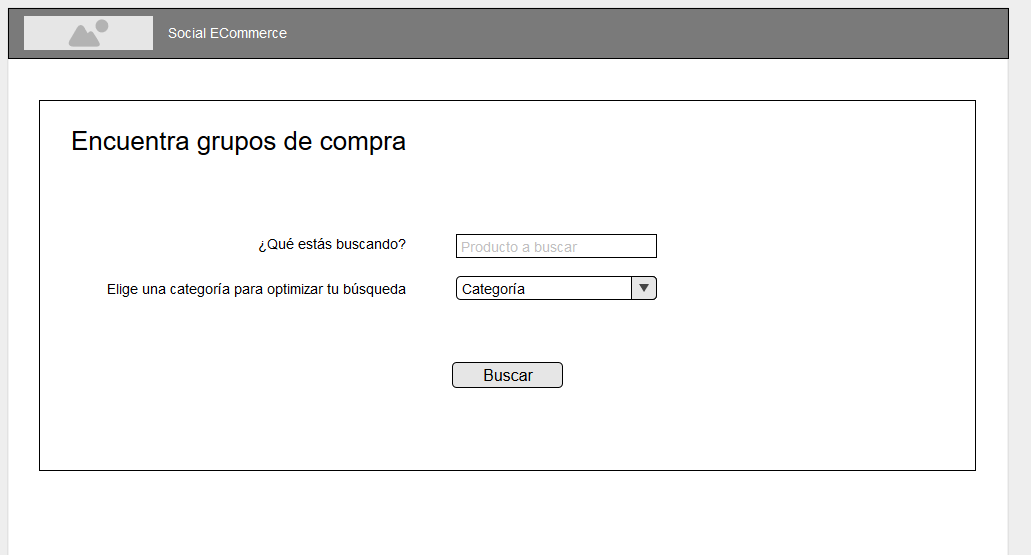 Social ECommerce
Encuentra grupos de compra
¿Qué estás buscando?
Producto a buscar
Elige una categoría para optimizar tu búsqueda
Categoría
Buscar